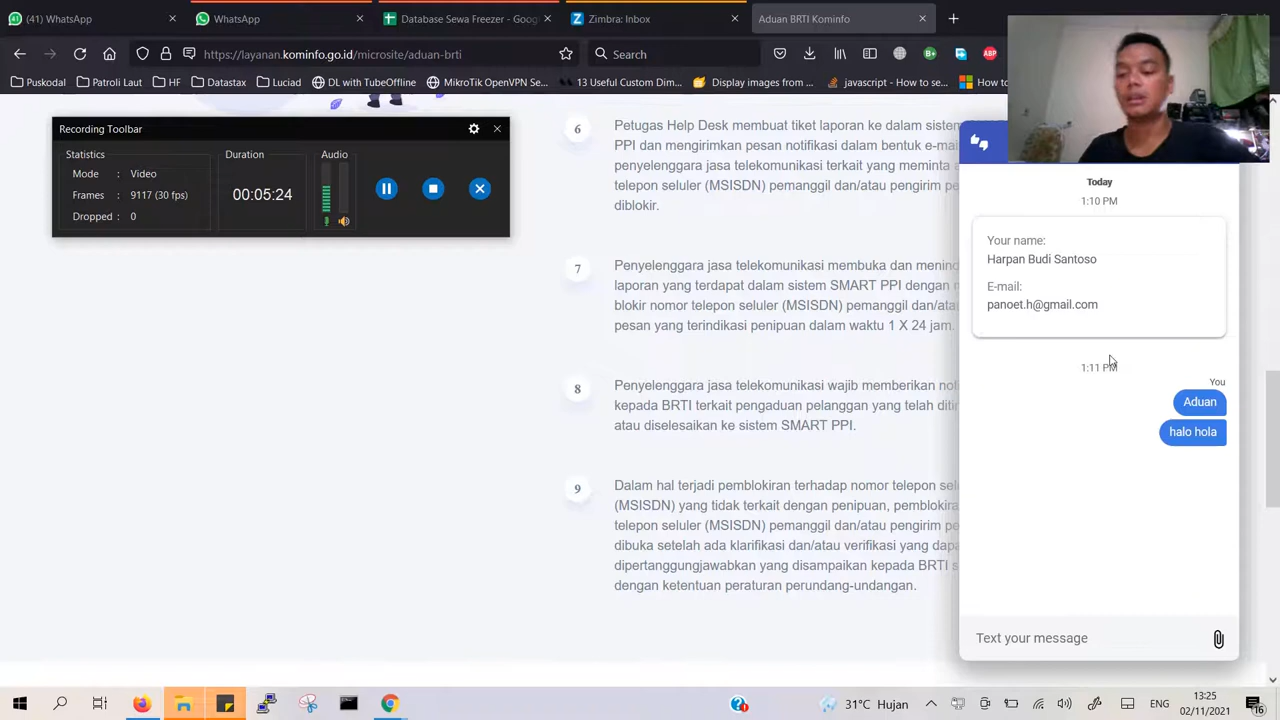 (41) WhatsApp
WhatsApp
Database Sewa Freezer - Goog
Zimbra: Inbox
Aduan BRTI Kominfo
https://layanan.kominfo.go.id/microsite/aduan-brti
Search
ABP
Puskodal
Patroli Laut
HF
Datastax
Luciad
DL with TubeOffline
MikroTik OpenVPN Se...
13 Useful Custom Dim...
Display images from ...
javascript - How to se...
How to
Recording Toolbar
Statistics
Mode : Video
Frames : 9117 (30 fps)
Dropped : 0
Duration
00:05:24
Audio
6
Petugas Help Desk membuat tiket laporan ke dalam sistem
PPI dan mengirimkan pesan notifikasi dalam bentuk e-mai
penyelenggara jasa telekomunikasi terkait yang meminta a
telepon seluler (MSISDN) pemanggil dan/atau pengirim pe
diblokir.
7
Penyelenggara jasa telekomunikasi membuka dan menind
laporan yang terdapat dalam sistem SMART PPI dengan m
blokir nomor telepon seluler (MSISDN) pemanggil dan/ata
pesan yang terindikasi penipuan dalam waktu 1 X 24 jam.
8
Penyelenggara jasa telekomunikasi wajib memberikan not
kepada BRTI terkait pengaduan pelanggan yang telah diti
atau diselesaikan ke sistem SMART PPI.
9
Dalam hal terjadi pemblokiran terhadap nomor telepon sel
(MSISDN) yang tidak terkait dengan penipuan, pemblokira
telepon seluler (MSISDN) pemanggil dan/atau pengirim pe
dibuka setelah ada klarifikasi dan/atau verifikasi yang dapa
dipertanggungjawabkan yang disampaikan kepada BRTI s
dengan ketentuan peraturan perundang-undangan.
Today
1:10 PM
Your name:
Harpan Budi Santoso
E-mail:
panoet.h@gmail.com
1:11 PM
You
Aduan
halo hola
Text your message
31°C Hujan
ENG
13:25
02/11/2021
16